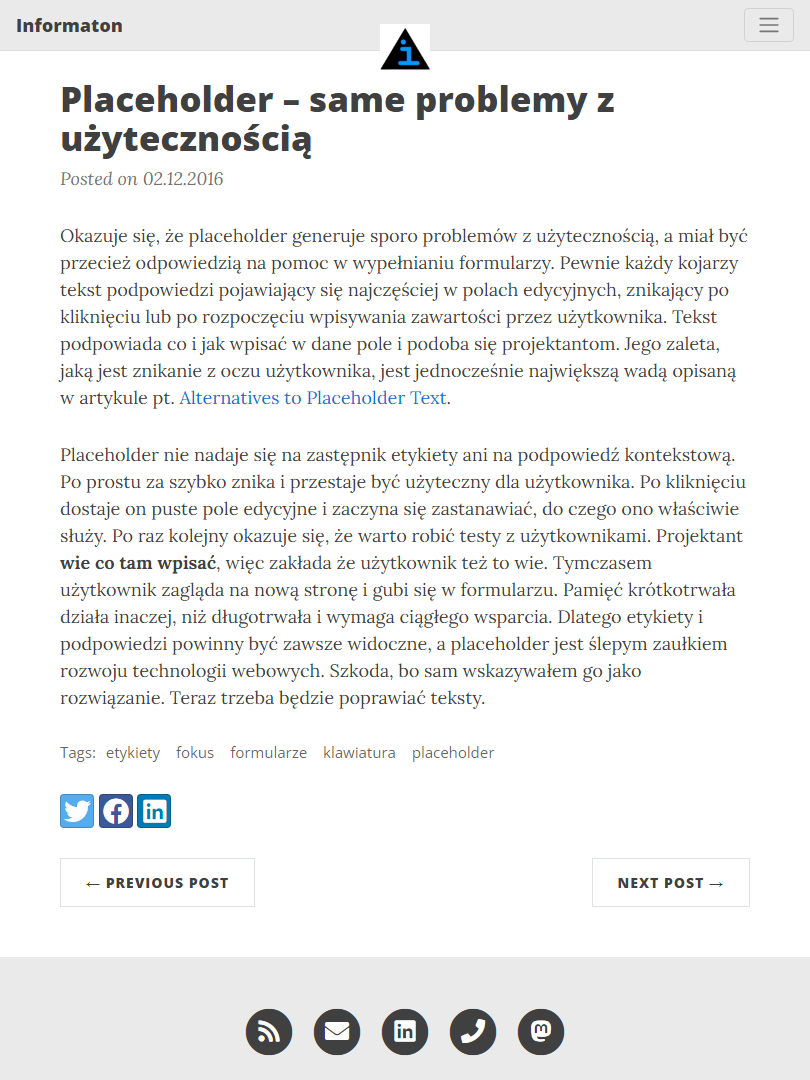 Informaton
i
Placeholder – same problemy z
użytecznością
Posted on 02.12.2016
Okazuje się, że placeholder generuje sporo problemów z użytecznością, a miał być
przecież odpowiedzią na pomoc w wypełnianiu formularzy. Pewnie każdy kojarzy
tekst podpowiedzi pojawiający się najczęściej w polach edycyjnych, znikający po
kliknięciu lub po rozpoczęciu wpisywania zawartości przez użytkownika. Tekst
podpowiada co i jak wpisać w dane pole i podoba się projektantom. Jego zaleta,
jaką jest znikanie z oczu użytkownika, jest jednocześnie największą wadą opisaną
w artykule pt. Alternatives to Placeholder Text.
Placeholder nie nadaje się na zastępnik etykiety ani na podpowiedź kontekstową.
Po prostu za szybko znika i przestaje być użyteczny dla użytkownika. Po kliknięciu
dostaje on puste pole edycyjne i zaczyna się zastanawiać, do czego ono właściwie
służy. Po raz kolejny okazuje się, że warto robić testy z użytkownikami. Projektant
wie co tam wpisać, więc zakłada że użytkownik też to wie. Tymczasem
użytkownik zagląda na nową stronę i gubi się w formularzu. Pamięć krótkotrwała
działa inaczej, niż długotrwała i wymaga ciągłego wsparcia. Dlatego etykiety i
podpowiedzi powinny być zawsze widoczne, a placeholder jest ślepym zaułkiem
rozwoju technologii webowych. Szkoda, bo sam wskazywałem go jako
rozwiązanie. Teraz trzeba będzie poprawiać teksty.
Tags: etykiety fokus formularze klawiatura placeholder
← PREVIOUS POST
NEXT POST →